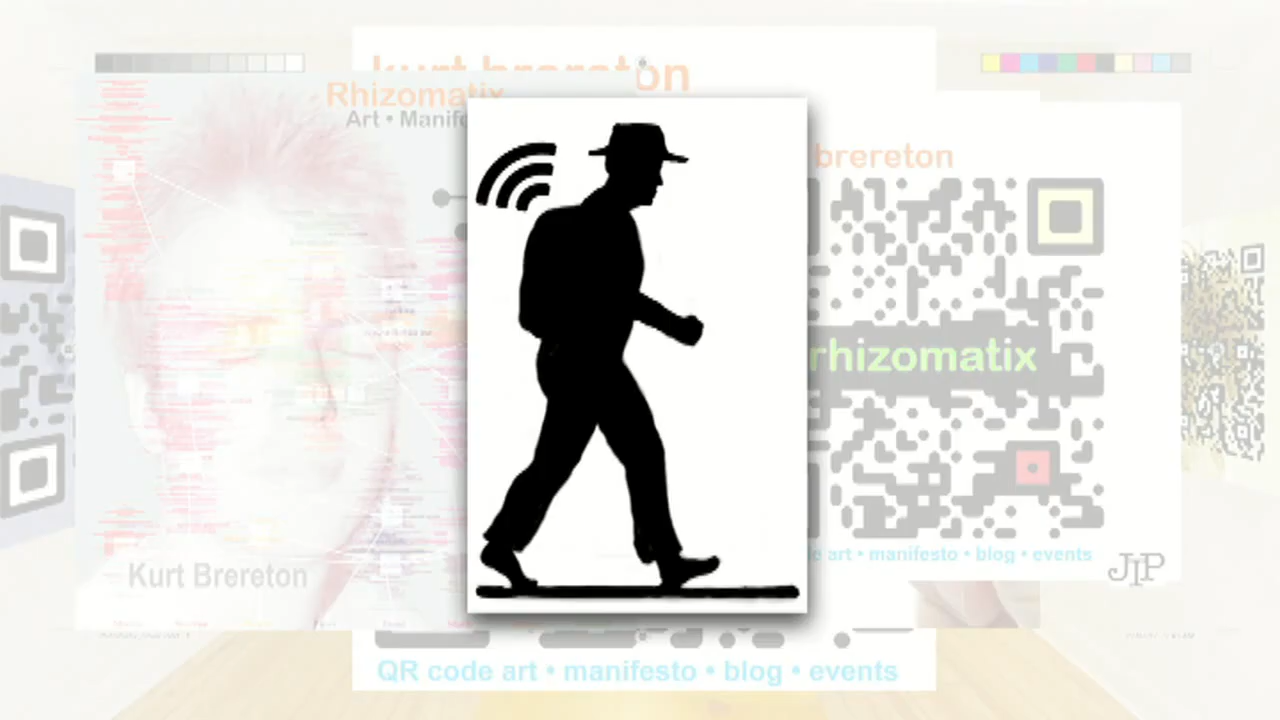 kurt brereton
Rhizomatix
Art • Manife
brereton
rhizomatix
Kurt Brereton
art • manifesto • blog • events
JIP
QR code art • manifesto • blog • events